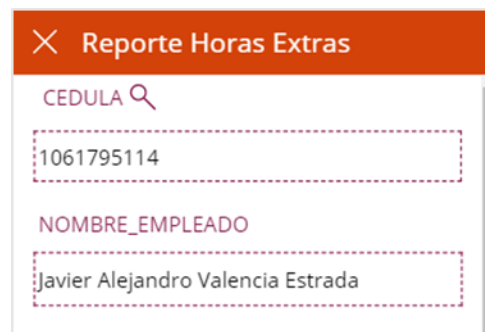 Reporte Horas Extras
CEDULA
1061795114
NOMBRE_EMPLEADO
Javier Alejandro Valencia Estrada